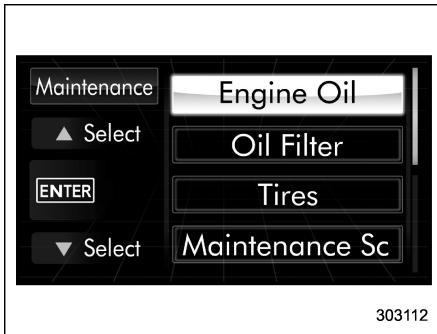 Maintenance
Engine Oil
▲ Select
Oil Filter
ENTER
Tires
▼ Select
Maintenance Sc
303112